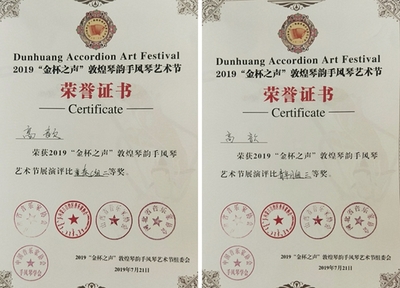 Dunhuang Accordion Art Festival
2019“金杯之声”敦煌琴韵手风琴艺术节
荣誉证书
Certificate
荣获2019“金杯之声”敦煌琴韵手风琴
艺术节展演评比 二等奖。
2019“金杯之声”敦煌琴韵手风琴艺术节组委会
2019年7月21日
Dunhuang Accordion Art Festival
2019“金杯之声”敦煌琴韵手风琴艺术节
荣誉证书
Certificate
荣获2019“金杯之声”敦煌琴韵手风琴
艺术节展演评比 三等奖。
2019“金杯之声”敦煌琴韵手风琴艺术节组委会
2019年7月21日